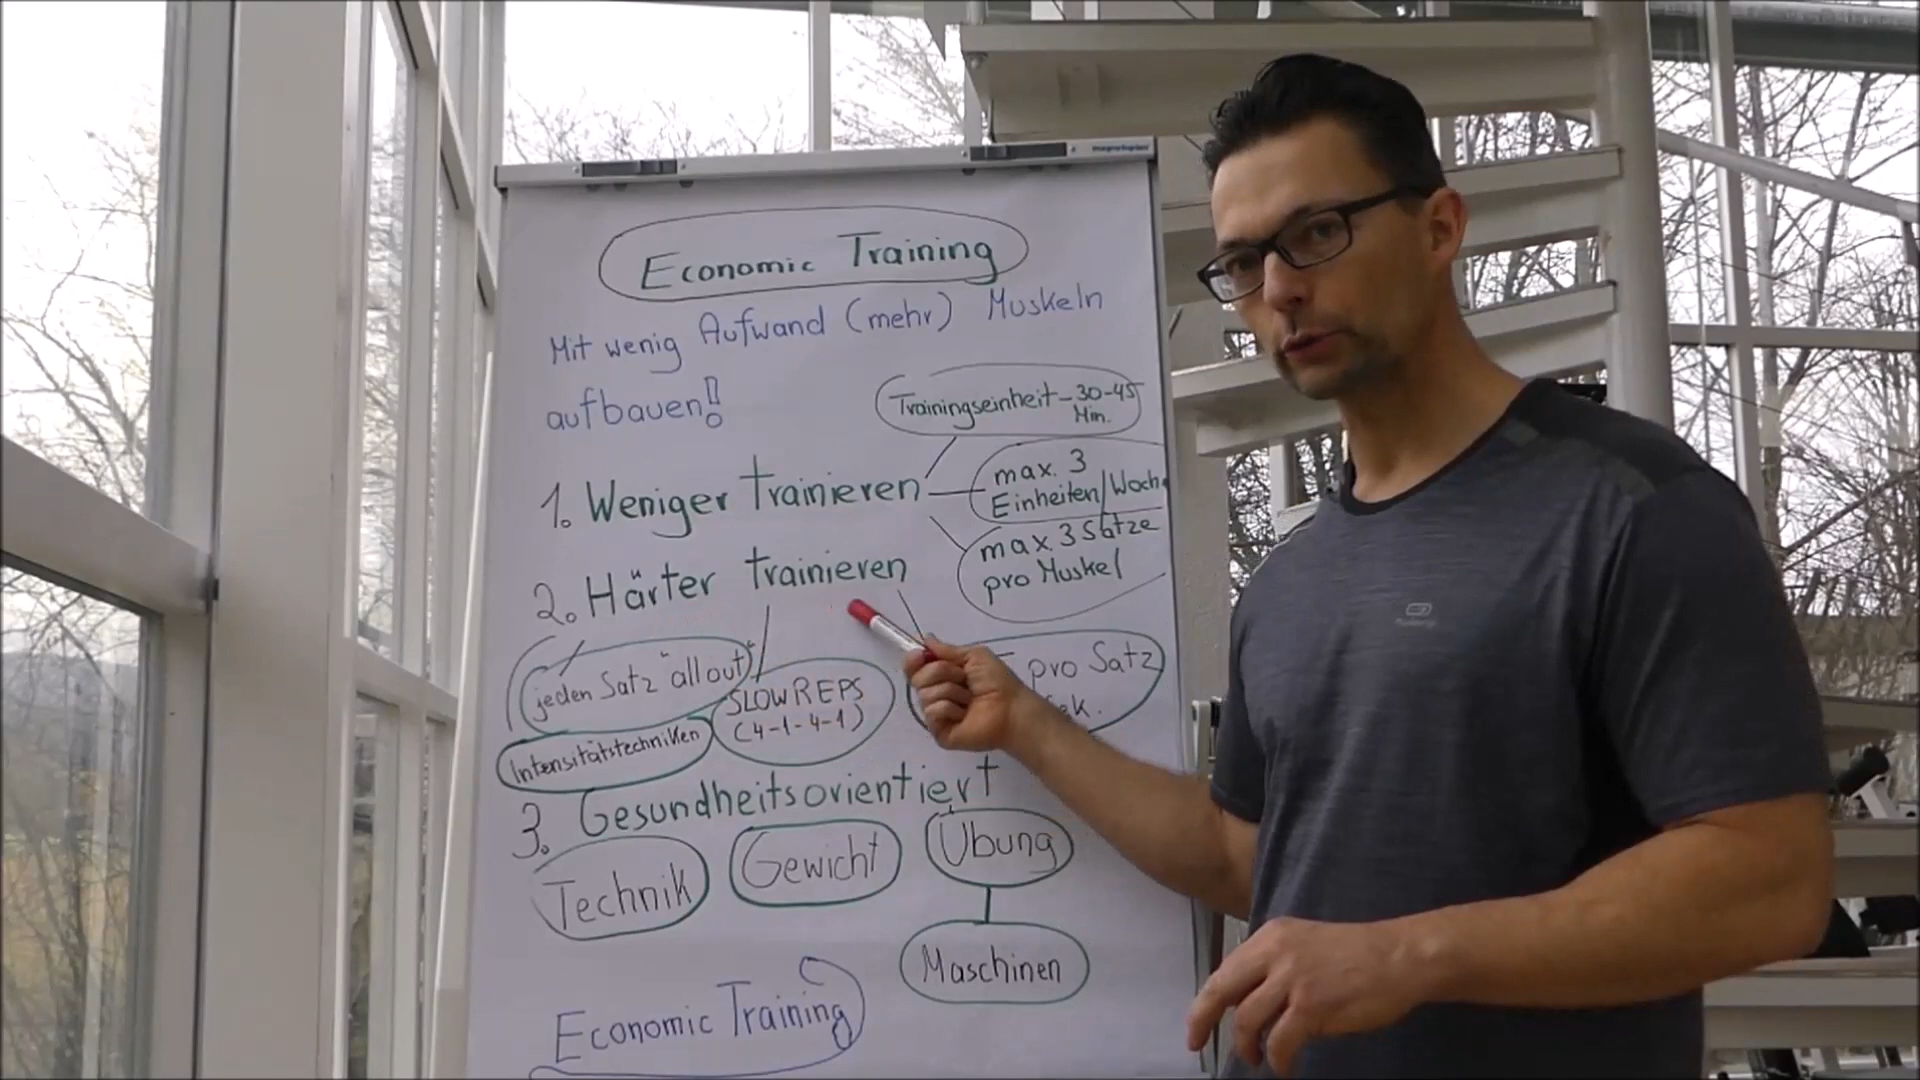 Economic Training
Mit wenig Aufwand (mehr) Muskeln
aufbauen!
Trainingseinheit - 30-45
Min.
1. Weniger trainieren
max. 3
Einheiten/Woche
max. 3 Sätze
pro Muskel
2. Härter trainieren
jeden Satz "all out"
SLOW REPS
(4-1-4-1)
pro Satz
Intensitätstechniken
3. Gesundheitsorientiert
Technik
Gewicht
Übung
Maschinen
Economic Training